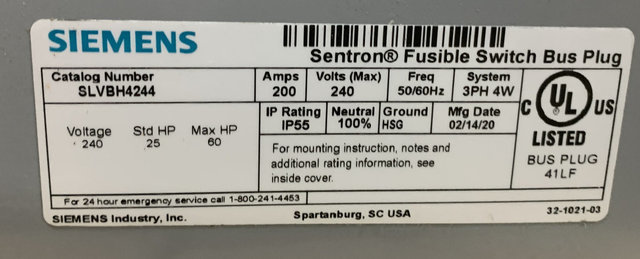 SIEMENS
Sentron® Fusible Switch Bus Plug
Catalog Number
SLVBH4244
Amps
200
Volts (Max)
240
Freq
50/60Hz
System
3PH 4W
Voltage
240
Std HP
25
Max HP
60
IP Rating
IP55
Neutral
100%
Ground
HSG
Mfg Date
02/14/20
For mounting instruction, notes and
additional rating information, see
inside cover.
C UL US
LISTED
BUS PLUG
41LF
For 24 hour emergency service call 1-800-241-4453
SIEMENS Industry, Inc.
Spartanburg, SC USA
32-1021-03